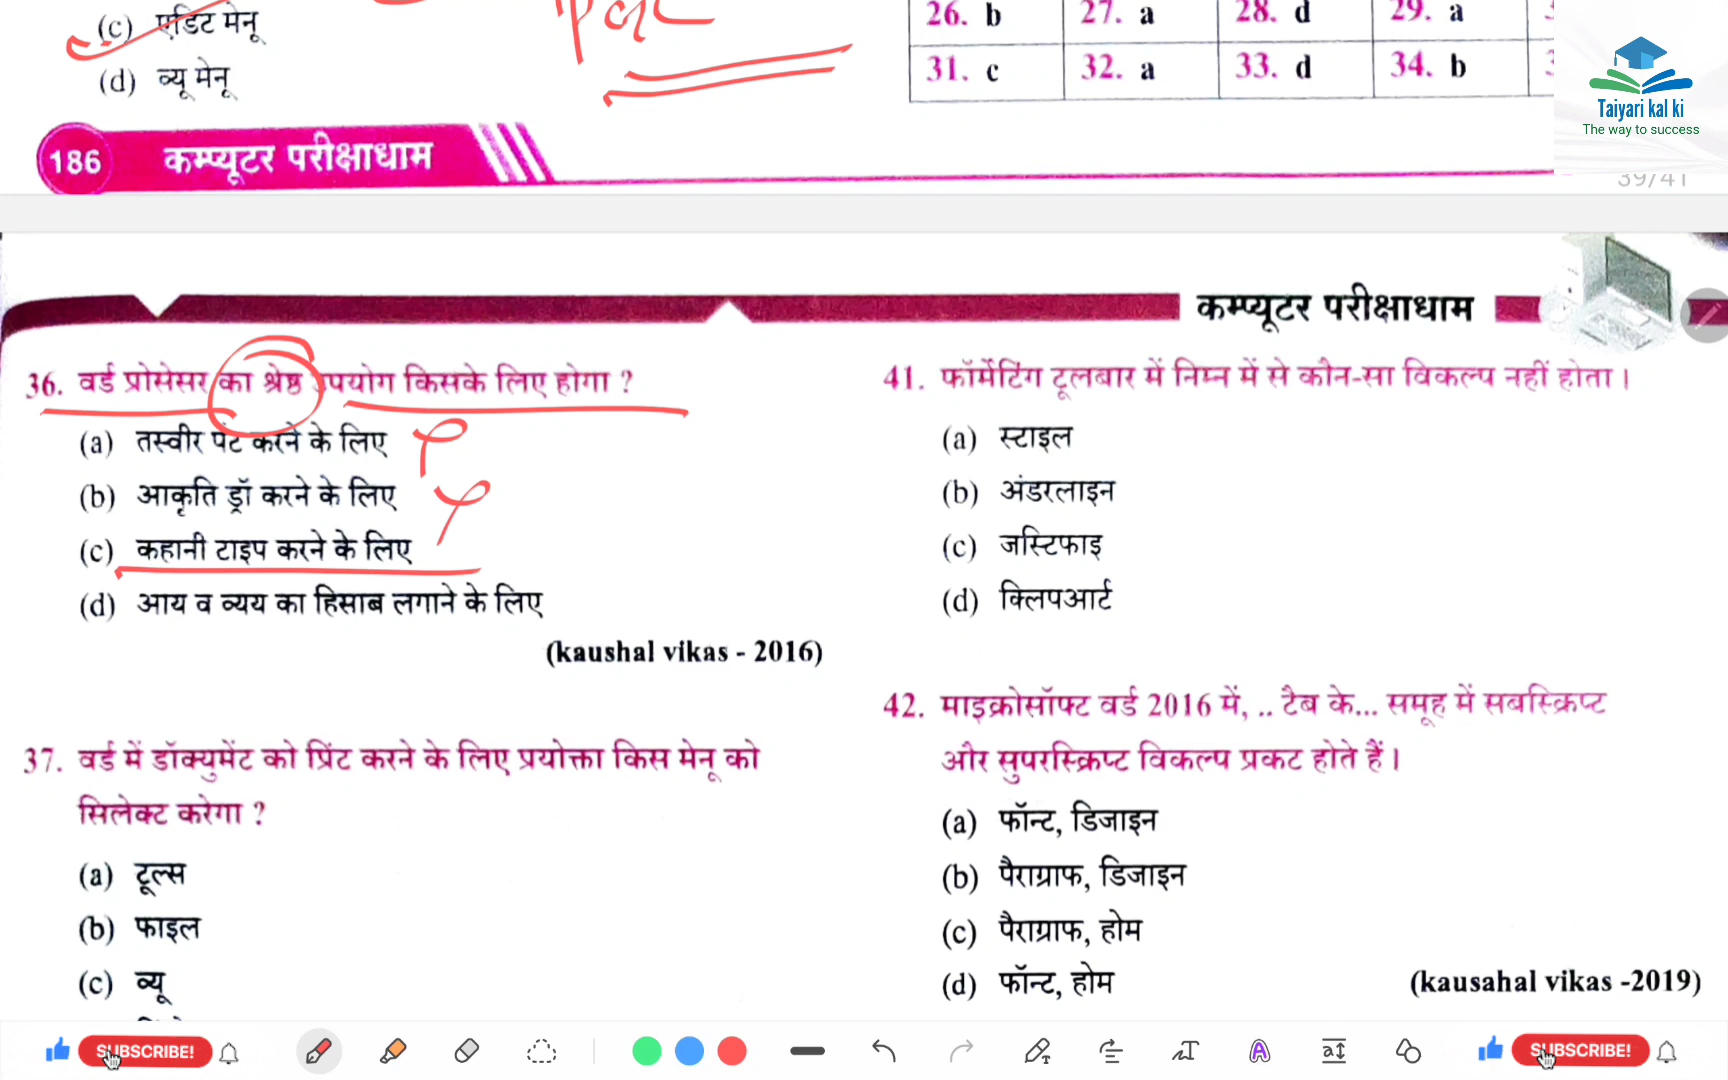 (c) एडिट मेनू
(d) व्यू मेनू
26. b 27. a 28. d 29. a
31. c 32. a 33. d 34. b
Taiyari kal ki
The way to success
186 कम्प्यूटर परीक्षाधाम
39/41
कम्प्यूटर परीक्षाधाम
36. वर्ड प्रोसेसर का श्रेष्ठ उपयोग किसके लिए होगा ?
(a) तस्वीर पेंट करने के लिए
(b) आकृति ड्रॉ करने के लिए
(c) कहानी टाइप करने के लिए
(d) आय व व्यय का हिसाब लगाने के लिए
(kaushal vikas - 2016)
37. वर्ड में डॉक्युमेंट को प्रिंट करने के लिए प्रयोक्ता किस मेनू को
सिलेक्ट करेगा ?
(a) टूल्स
(b) फाइल
(c) व्यू
41. फॉर्मेटिंग टूलबार में निम्न में से कौन-सा विकल्प नहीं होता।
(a) स्टाइल
(b) अंडरलाइन
(c) जस्टिफाइ
(d) क्लिपआर्ट
42. माइक्रोसॉफ्ट वर्ड 2016 में, .. टैब के... समूह में सबस्क्रिप्ट
और सुपरस्क्रिप्ट विकल्प प्रकट होते हैं।
(a) फॉन्ट, डिजाइन
(b) पैराग्राफ, डिजाइन
(c) पैराग्राफ, होम
(d) फॉन्ट, होम
(kausahal vikas -2019)
SUBSCRIBE!
SUBSCRIBE!